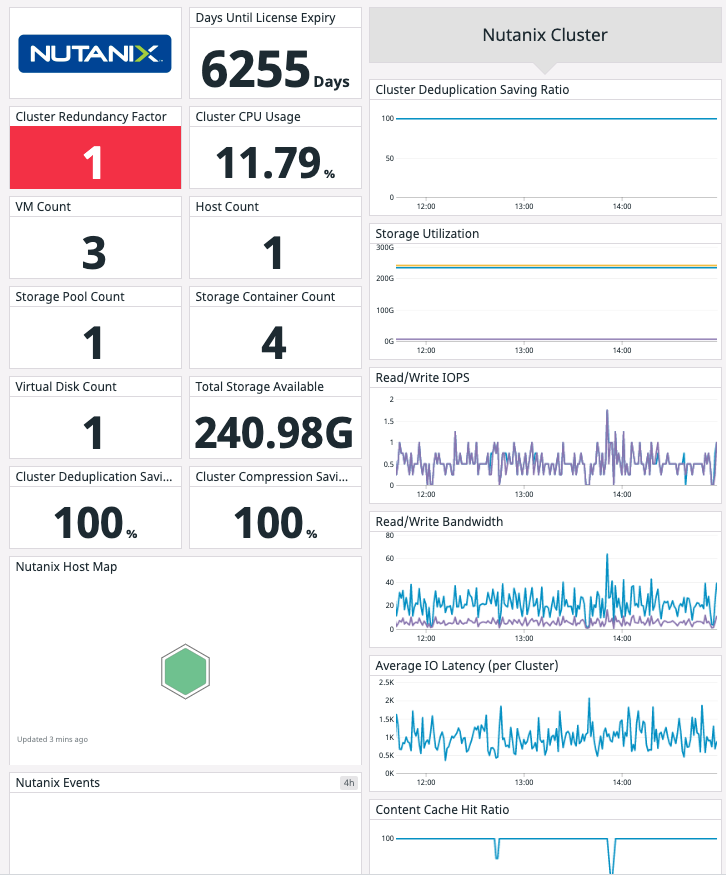 NUTANIX
Days Until License Expiry
6255 Days
Cluster Redundancy Factor
1
Cluster CPU Usage
11.79 %
VM Count
3
Host Count
1
Storage Pool Count
1
Storage Container Count
4
Virtual Disk Count
1
Total Storage Available
240.98G
Cluster Deduplication Savi...
100 %
Cluster Compression Savi...
100 %
Nutanix Host Map
Updated 3 mins ago
Nutanix Events
4h
Nutanix Cluster
Cluster Deduplication Saving Ratio
100
50
0
12:00 13:00 14:00
Storage Utilization
300G
200G
100G
0G
12:00 13:00 14:00
Read/Write IOPS
2
1.5
1
0.5
0
12:00 13:00 14:00
Read/Write Bandwidth
80
60
40
20
0
12:00 13:00 14:00
Average IO Latency (per Cluster)
2.5K
2K
1.5K
1K
0.5K
0K
12:00 13:00 14:00
Content Cache Hit Ratio
100